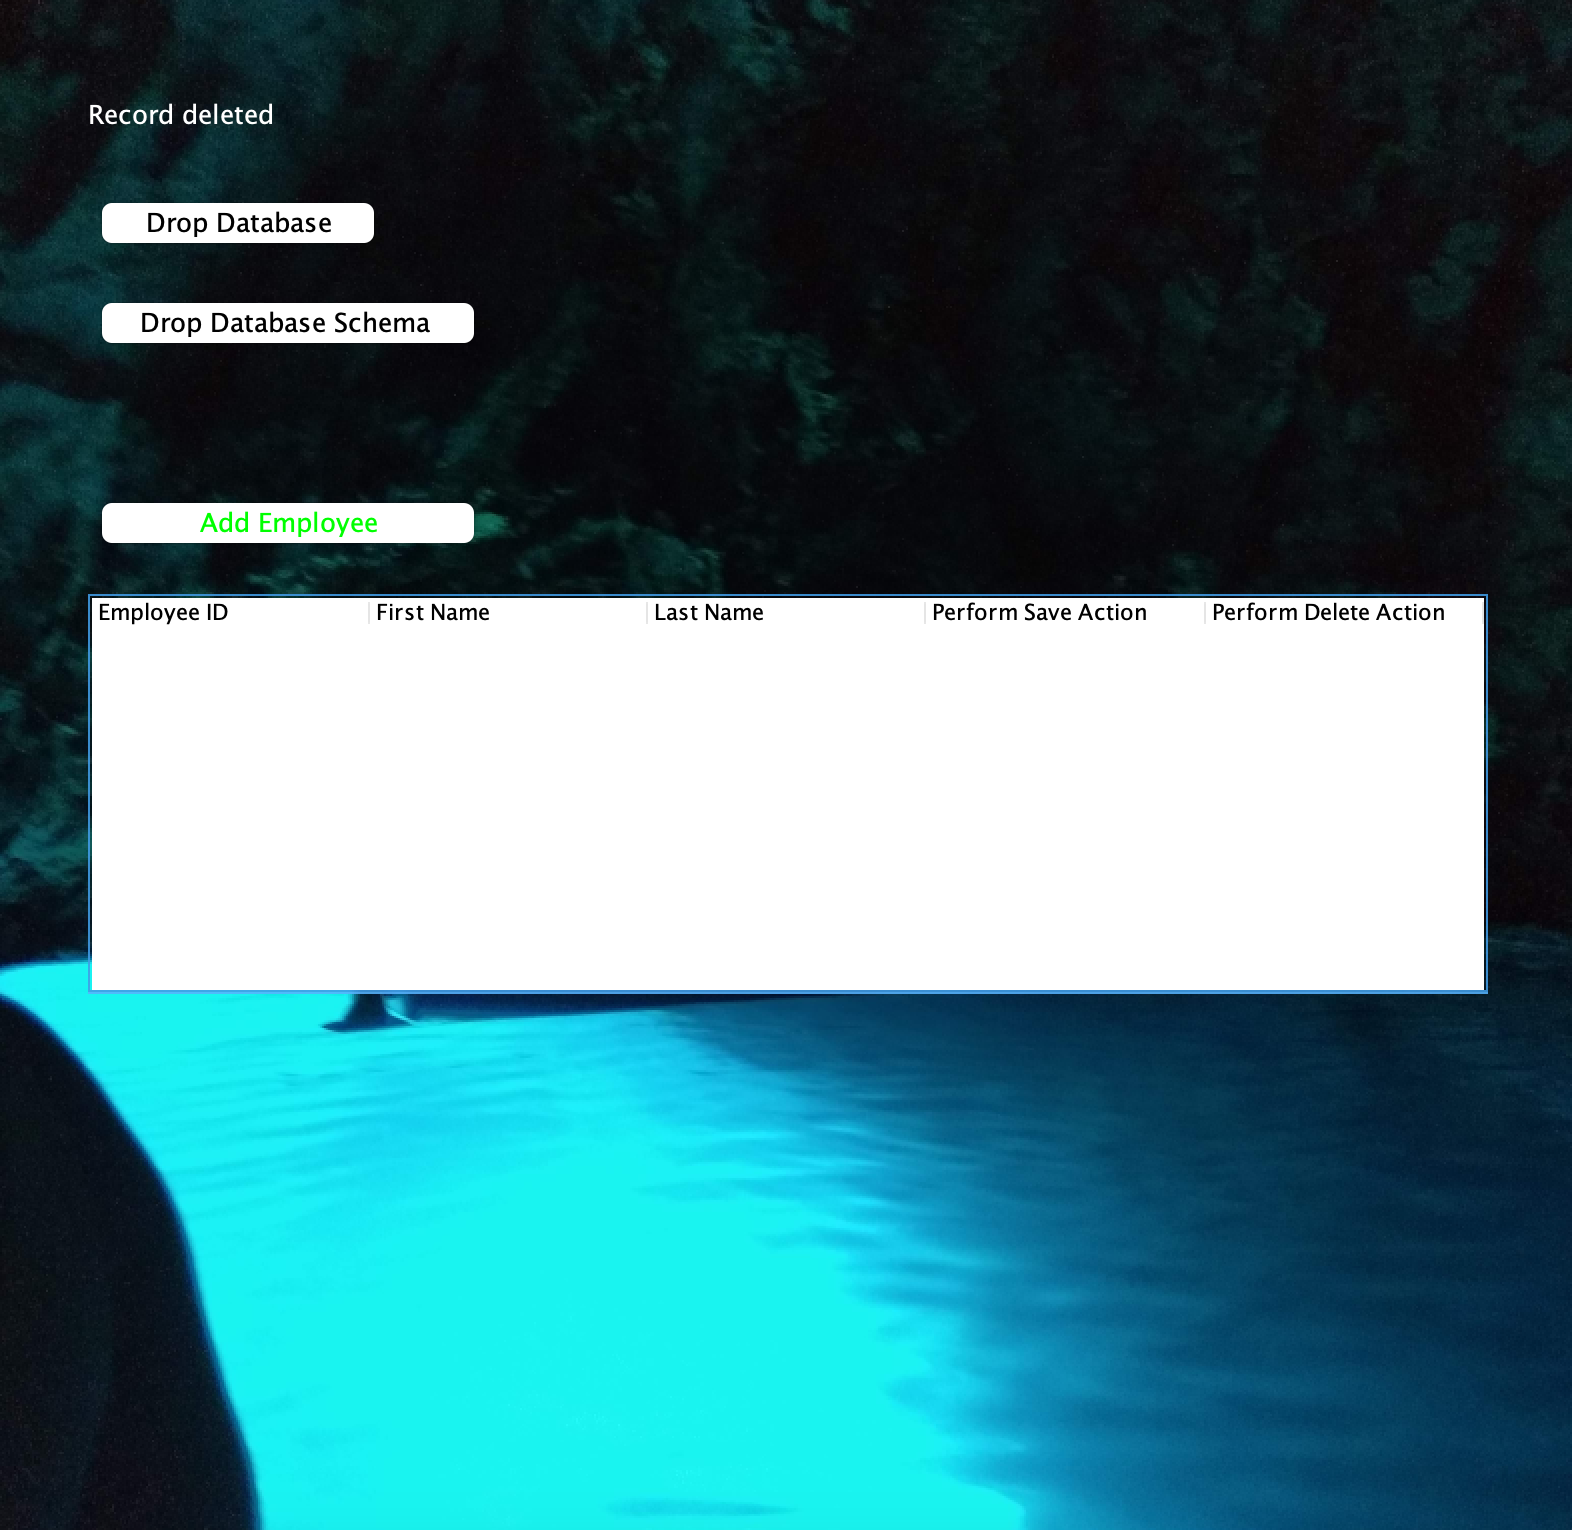 Record deleted
Drop Database
Drop Database Schema
Add Employee
Employee ID First Name Last Name Perform Save Action Perform Delete Action